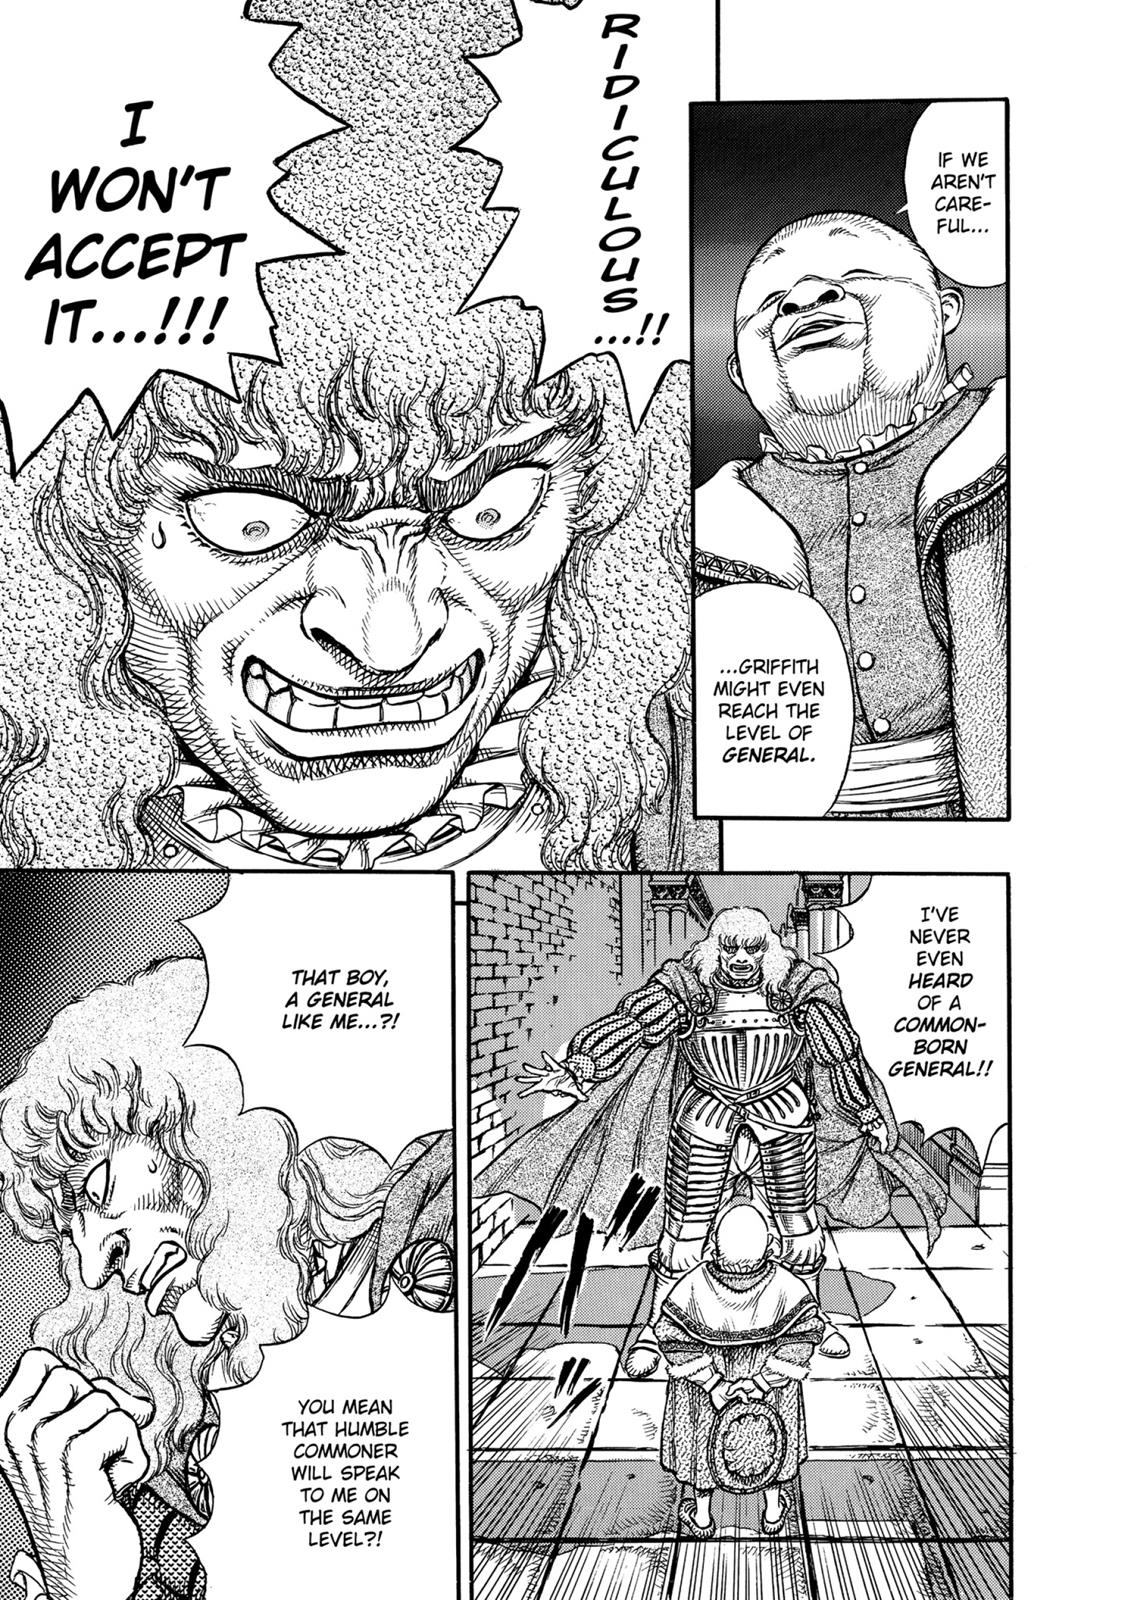 IF WE
AREN'T
CARE-
FUL...
...GRIFFITH
MIGHT EVEN
REACH THE
LEVEL OF
GENERAL.
RIDICULOUS
...!!
I
WON'T
ACCEPT
IT...!!!
I'VE
NEVER
EVEN
HEARD
OF A
COMMON-
BORN
GENERAL!!
THAT BOY,
A GENERAL
LIKE ME...?!
YOU MEAN
THAT HUMBLE
COMMONER
WILL SPEAK
TO ME ON
THE SAME
LEVEL?!